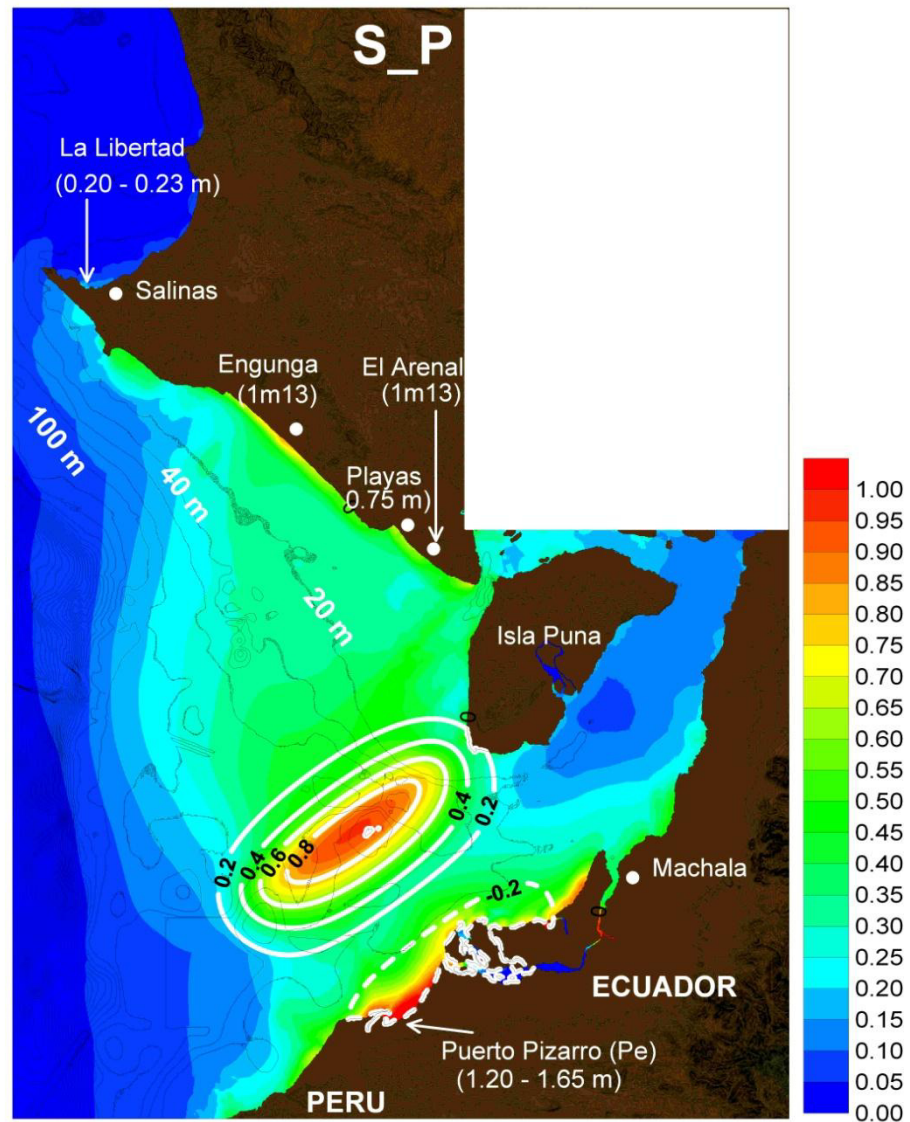 S_P
La Libertad
(0.20 - 0.23 m)
Salinas
Engunga
(1m13)
El Arenal
(1m13)
Playas
0.75 m)
100 m
40 m
20 m
Isla Puna
0
0.2
0.4
0.6
0.8
0.4
0.2
-0.2
0
Machala
ECUADOR
Puerto Pizarro (Pe)
(1.20 - 1.65 m)
PERU
1.00
0.95
0.90
0.85
0.80
0.75
0.70
0.65
0.60
0.55
0.50
0.45
0.40
0.35
0.30
0.25
0.20
0.15
0.10
0.05
0.00